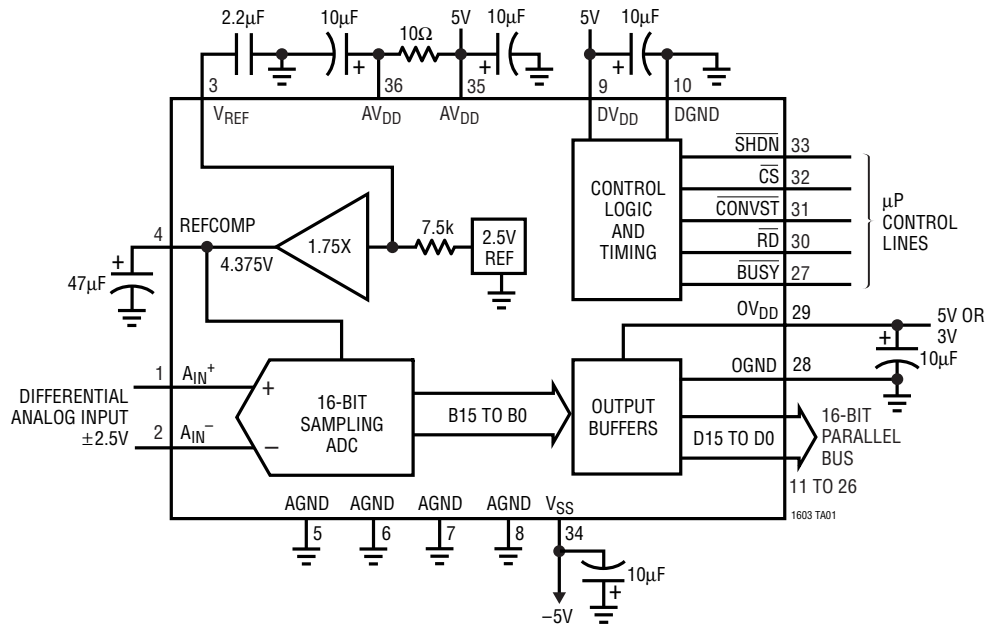 2.2µF
10µF
10Ω
5V
10µF
5V
10µF
3
36
35
9
10
VREF
AVDD
AVDD
DVDD
DGND
SHDN
33
CS
32
CONVST
31
RD
30
BUSY
27
µP
CONTROL
LINES
CONTROL
LOGIC
AND
TIMING
4
REFCOMP
4.375V
1.75X
7.5k
2.5V
REF
47µF
+
+
+
+
+
OVDD
29
5V OR
3V
+
10µF
OGND
28
DIFFERENTIAL
ANALOG INPUT
±2.5V
1
AIN+
2
AIN−
+
−
16-BIT
SAMPLING
ADC
B15 TO B0
OUTPUT
BUFFERS
D15 TO D0
16-BIT
PARALLEL
BUS
11 TO 26
1603 TA01
AGND
AGND
AGND
AGND
VSS
5
6
7
8
34
10µF
+
−5V